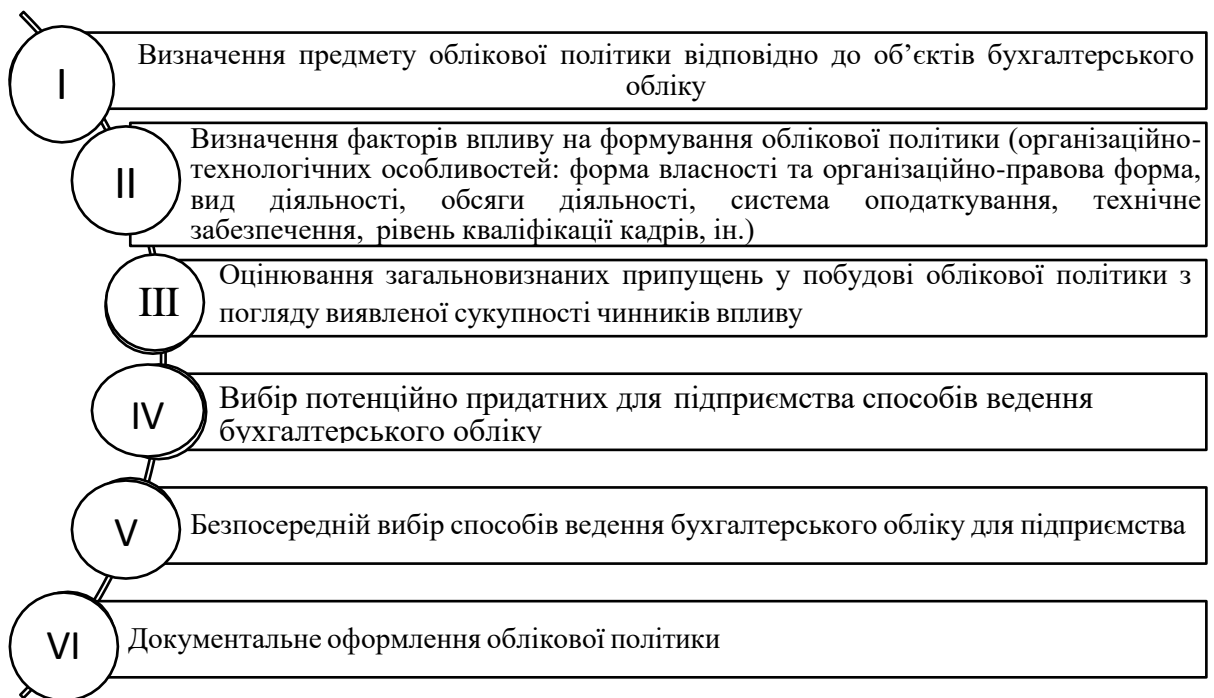 I
Визначення предмету облікової політики відповідно до об’єктів бухгалтерського
обліку
II
Визначення факторів впливу на формування облікової політики (організаційно-
технологічних особливостей: форма власності та організаційно-правова форма,
вид діяльності, обсяги діяльності, система оподаткування, технічне
забезпечення, рівень кваліфікації кадрів, ін.)
III
Оцінювання загальновизнаних припущень у побудові облікової політики з
погляду виявленої сукупності чинників впливу
IV
Вибір потенційно придатних для підприємства способів ведення
бухгалтерського обліку
V
Безпосередній вибір способів ведення бухгалтерського обліку для підприємства
VI
Документальне оформлення облікової політики